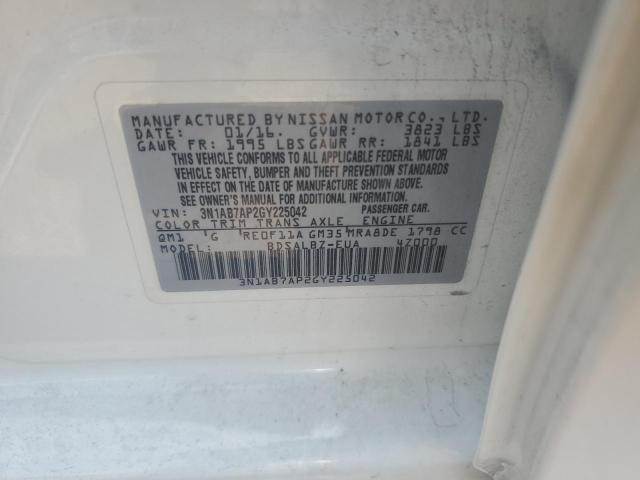 MANUFACTURED BY NISSAN MOTOR CO., LTD.
DATE: 01/16. GVWR: 3823 LBS
GAWR FR: 1995 LBS GAWR RR: 1841 LBS
THIS VEHICLE CONFORMS TO ALL APPLICABLE FEDERAL MOTOR
VEHICLE SAFETY, BUMPER AND THEFT PREVENTION STANDARDS
IN EFFECT ON THE DATE OF MANUFACTURE SHOWN ABOVE.
SEE OWNER'S MANUAL FOR ADDITIONAL INFORMATION.
VIN: 3N1AB7AP2GY225042 PASSENGER CAR.
COLOR TRIM TRANS AXLE ENGINE
QM1 G RE0F11A GM35 MRA8DE 1798 CC
MODEL: BDSALBZ-EUA 47000
3N1AB7AP2GY225042